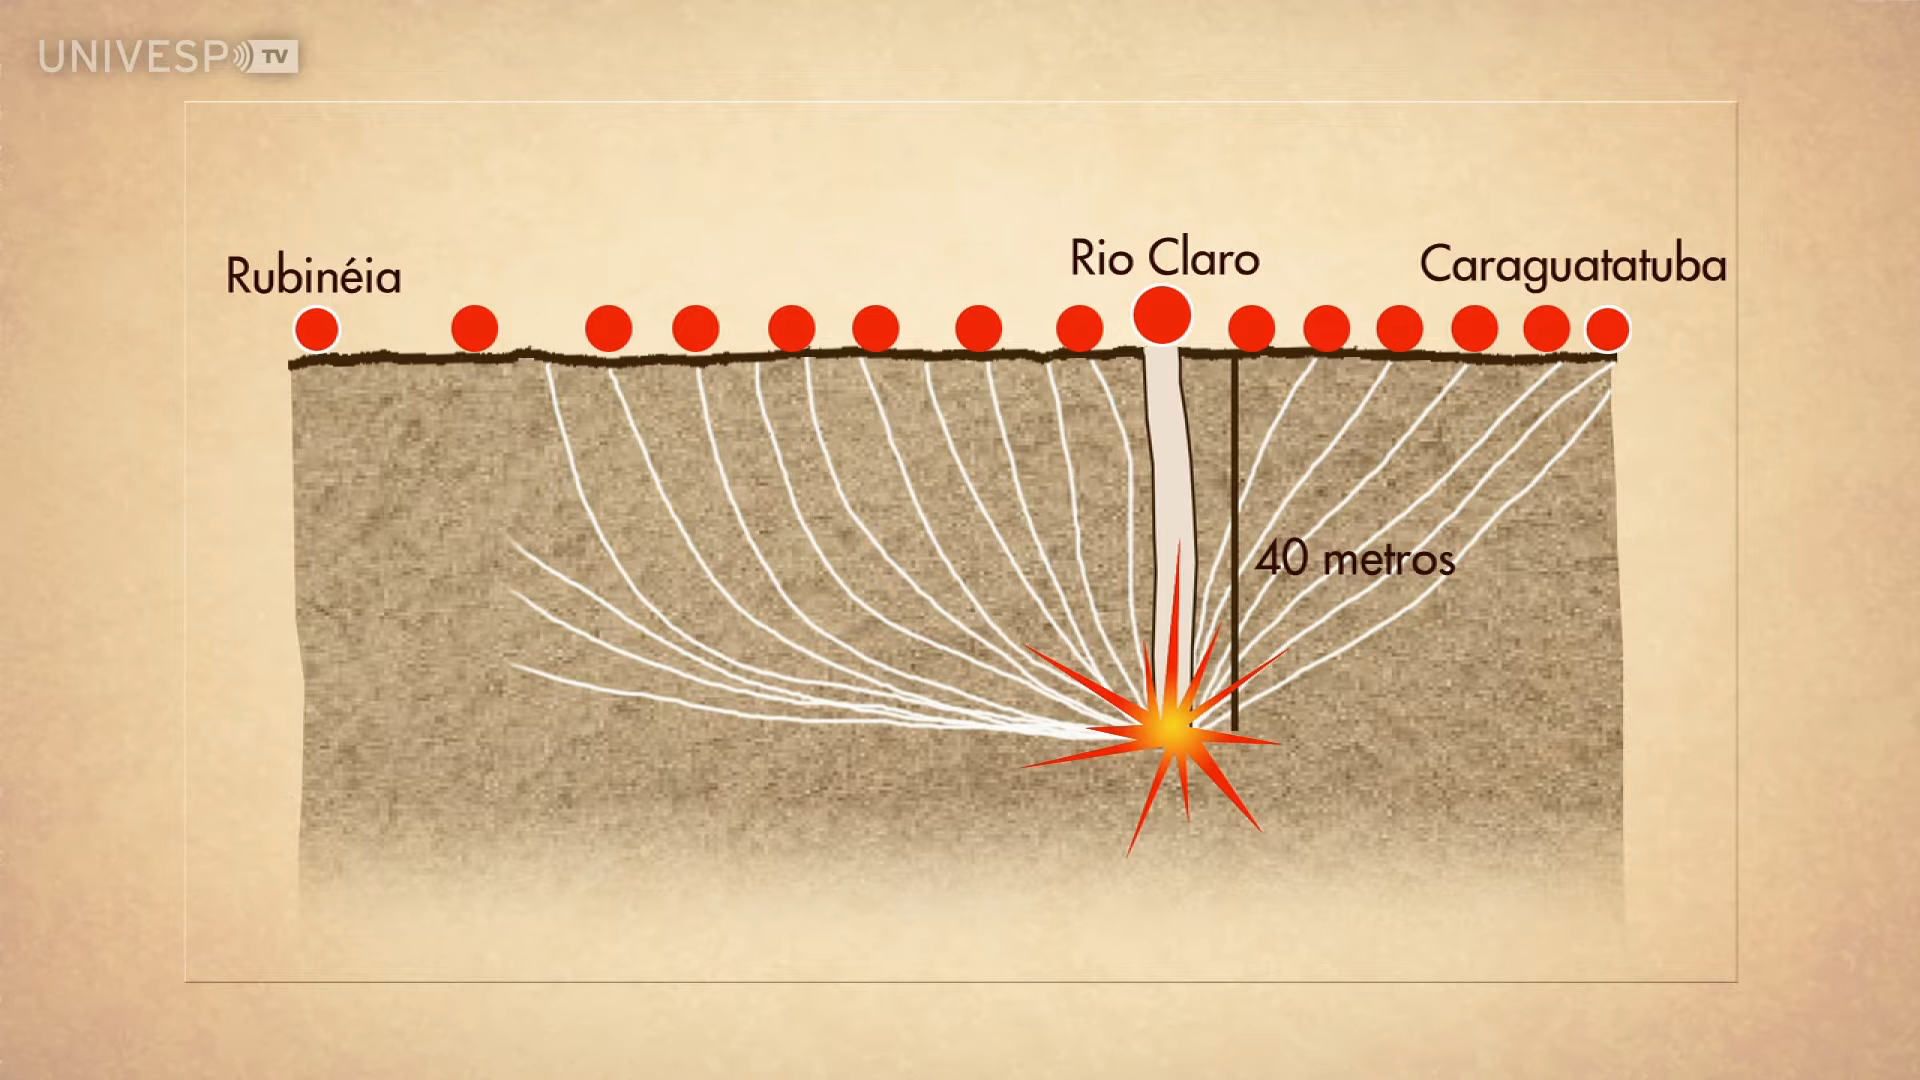 UNIVESP TV
Rubinéia
Rio Claro
Caraguatatuba
40 metros